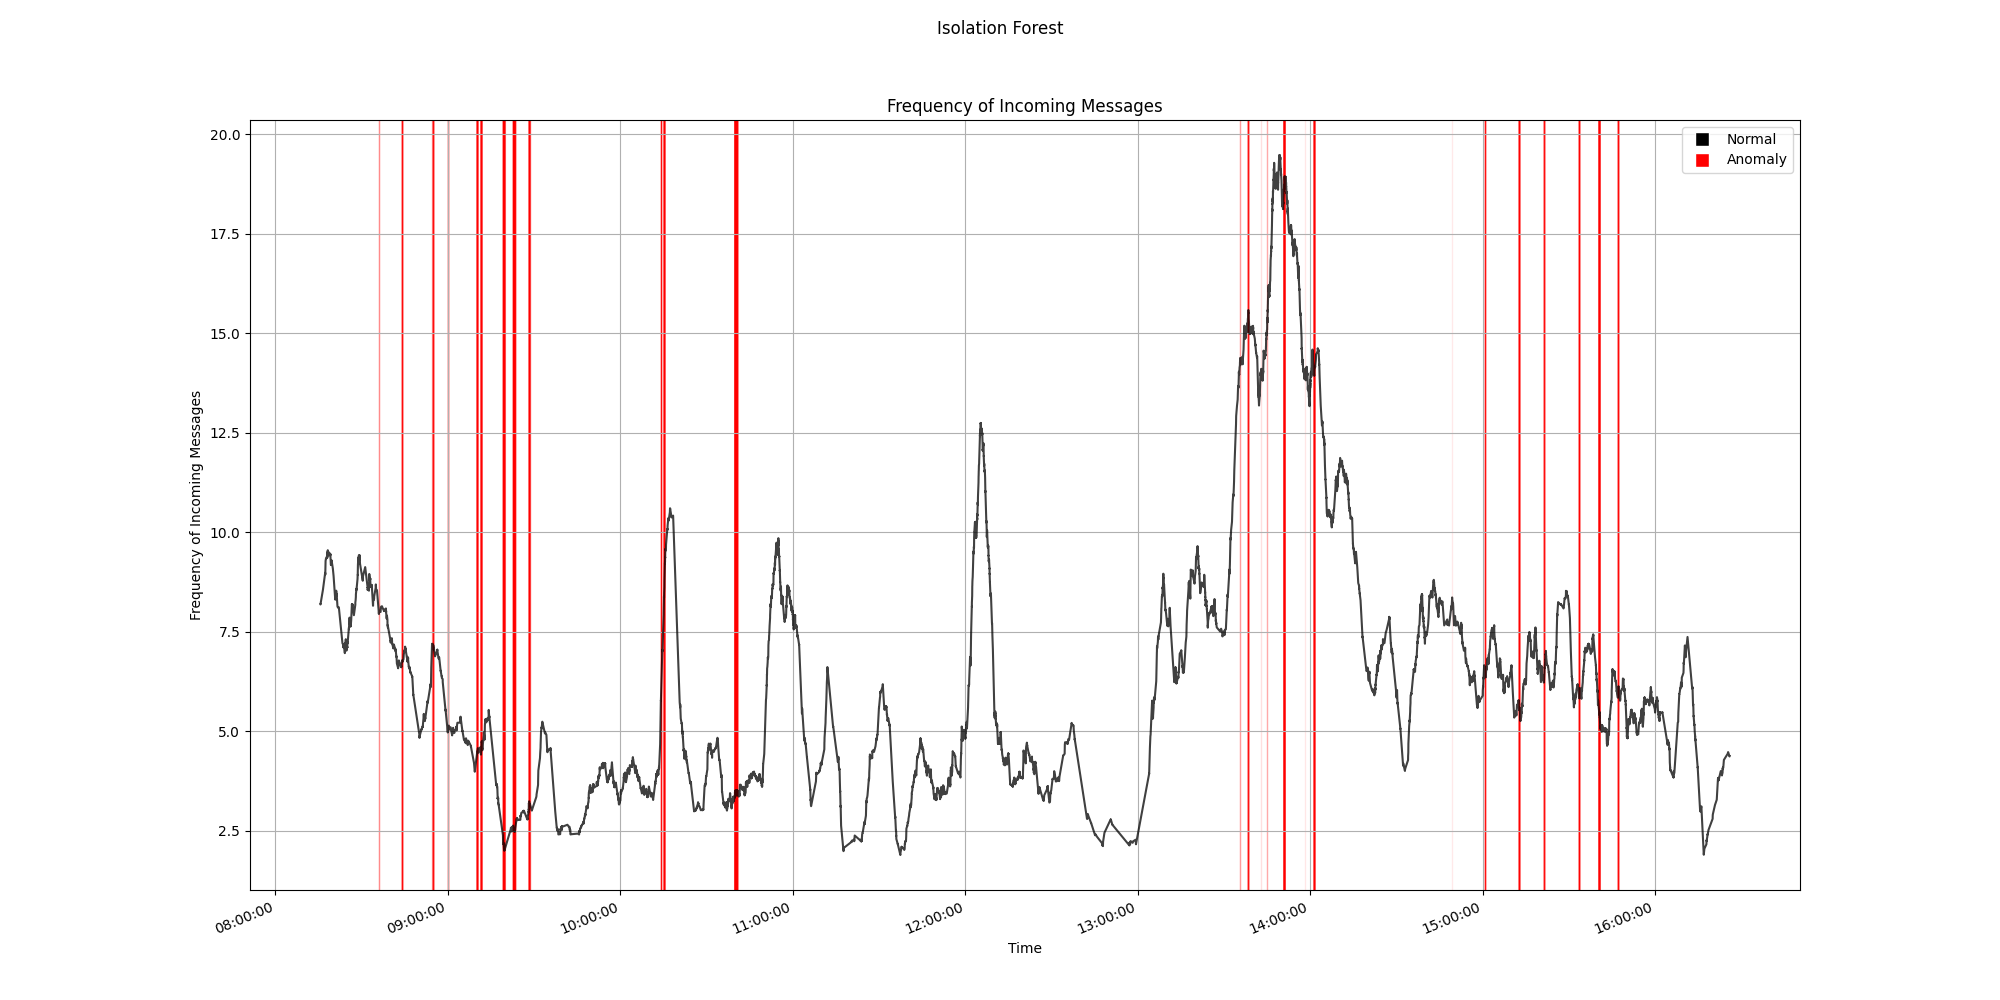 Isolation Forest
Frequency of Incoming Messages
20.0
17.5
15.0
12.5
10.0
7.5
5.0
2.5
Frequency of Incoming Messages
Normal
Anomaly
08:00:00
09:00:00
10:00:00
11:00:00
12:00:00
13:00:00
14:00:00
15:00:00
16:00:00
Time